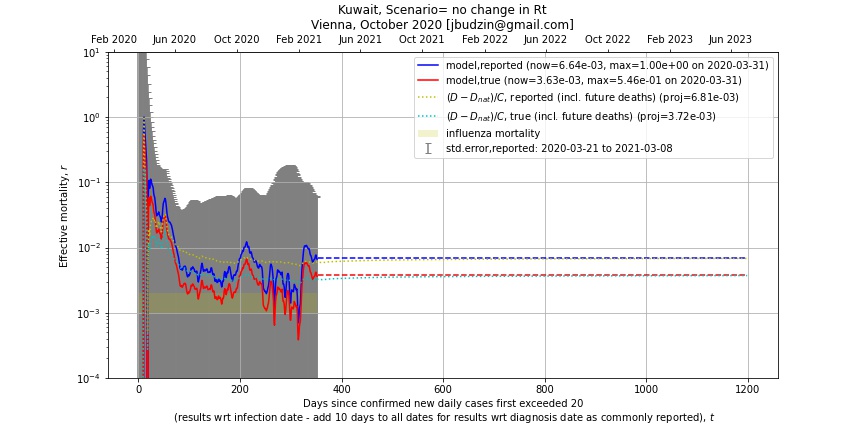 Kuwait, Scenario= no change in Rt
Vienna, October 2020 [jbudzin@gmail.com]
Feb 2020 Jun 2020 Oct 2020 Feb 2021 Jun 2021 Oct 2021 Feb 2022 Jun 2022 Oct 2022 Feb 2023 Jun 2023
model,reported (now=6.64e-03, max=1.00e+00 on 2020-03-31)
model,true (now=3.63e-03, max=5.46e-01 on 2020-03-31)
(D − D_nat)/C, reported (incl. future deaths) (proj=6.81e-03)
(D − D_nat)/C, true (incl. future deaths) (proj=3.72e-03)
influenza mortality
std.error,reported: 2020-03-21 to 2021-03-08
Effective mortality, r
10^1
10^0
10^−1
10^−2
10^−3
10^−4
0 200 400 600 800 1000 1200
Days since confirmed new daily cases first exceeded 20
(results wrt infection date - add 10 days to all dates for results wrt diagnosis date as commonly reported), t